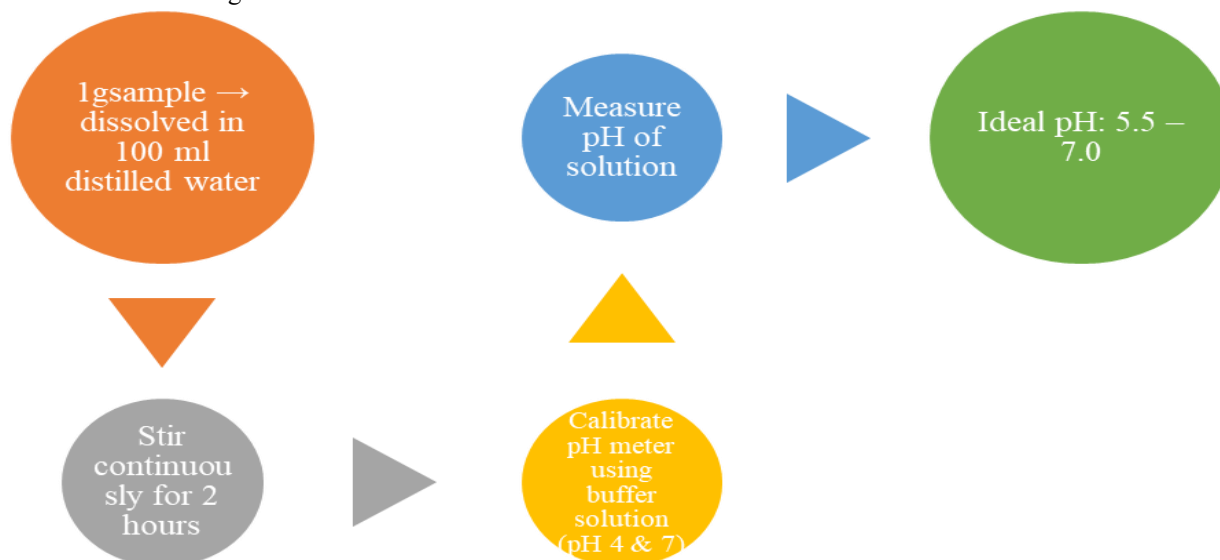 1gsample →
dissolved in
100 ml
distilled water
Stir
continuou
sly for 2
hours
Calibrate
pH meter
using
buffer
solution
(pH 4 & 7)
Measure
pH of
solution
Ideal pH: 5.5 –
7.0